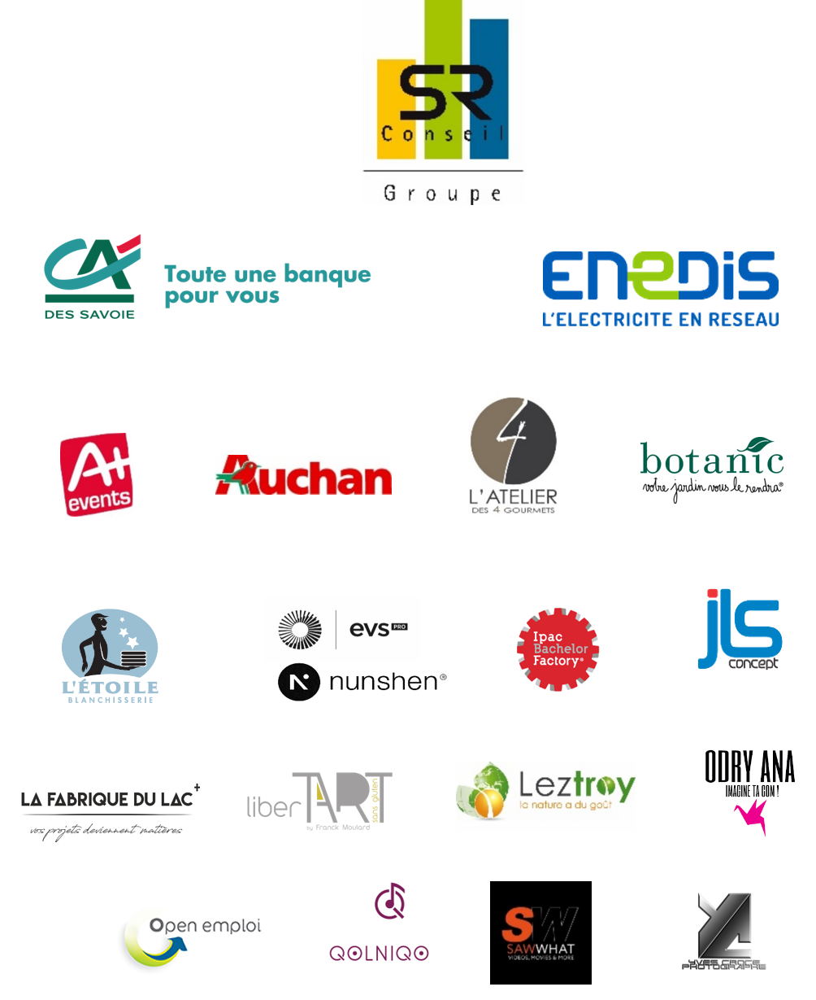 SR
Conseil
Groupe
CA
DES SAVOIE
Toute une banque
pour vous
ENEDIS
L'ELECTRICITE EN RESEAU
A+
events
Auchan
4
L'ATELIER
DES 4 GOURMETS
botanic
votre jardin vous le rendra®
L'ÉTOILE
BLANCHISSERIE
evs PRO
N
nunshen®
Ipac
Bachelor
Factory®
jls
concept
LA FABRIQUE DU LAC+
vos projets deviennent matières
liber TART
sans gluten
by Franck Moulard
Leztroy
la nature a du goût
ODRY ANA
IMAGINE TA COM !
Open emploi
QOLNIQO
SW
SAWWHAT
VIDEOS, MOVIES & MORE
YVES CROCE
PHOTOGRAPHE